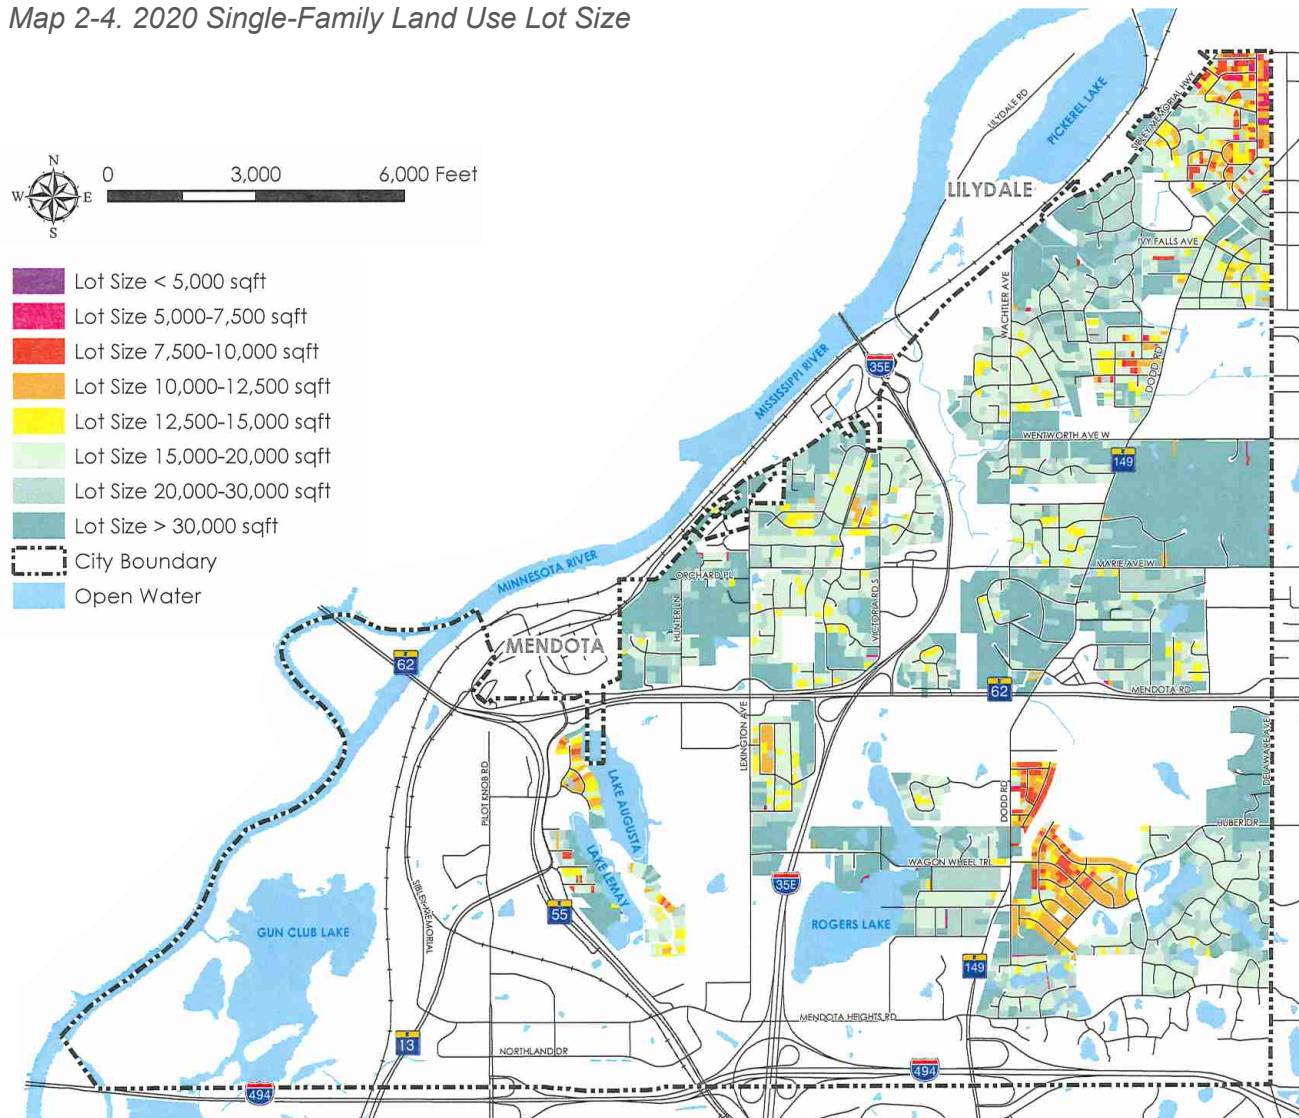 Map 2-4. 2020 Single-Family Land Use Lot Size
N
W E
S
0 3,000 6,000 Feet
Lot Size < 5,000 sqft
Lot Size 5,000-7,500 sqft
Lot Size 7,500-10,000 sqft
Lot Size 10,000-12,500 sqft
Lot Size 12,500-15,000 sqft
Lot Size 15,000-20,000 sqft
Lot Size 20,000-30,000 sqft
Lot Size > 30,000 sqft
City Boundary
Open Water
LILYDALE RD
PICKEREL LAKE
SIBLEY MEMORIAL HWY
LILYDALE
IVY FALLS AVE
WACHTLER AVE
MISSISSIPPI RIVER
35E
DODD RD
WENTWORTH AVE W
149
MINNESOTA RIVER
ORCHARD PL
MARIE AVE W
HUNTER LN
VICTORIA RD S
MENDOTA
62
62
MENDOTA RD
LEXINGTON AVE
DELAWARE AVE
PILOT KNOB RD
LAKE AUGUSTA
DODD RD
HUBER DR
LAKE LEMAY
WAGON WHEEL TRL
35E
SIBLEY MEMORIAL
55
ROGERS LAKE
GUN CLUB LAKE
149
MENDOTA HEIGHTS RD
13
NORTHLAND DR
494
494